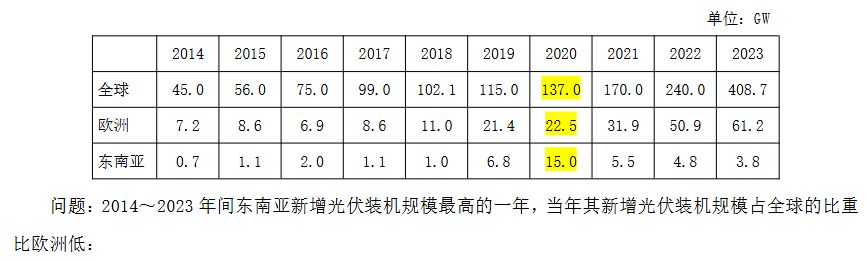 单位：GW
2014 2015 2016 2017 2018 2019 2020 2021 2022 2023
全球 45.0 56.0 75.0 99.0 102.1 115.0 137.0 170.0 240.0 408.7
欧洲 7.2 8.6 6.9 8.6 11.0 21.4 22.5 31.9 50.9 61.2
东南亚 0.7 1.1 2.0 1.1 1.0 6.8 15.0 5.5 4.8 3.8
问题：2014～2023年间东南亚新增光伏装机规模最高的一年，当年其新增光伏装机规模占全球的比重
比欧洲低：